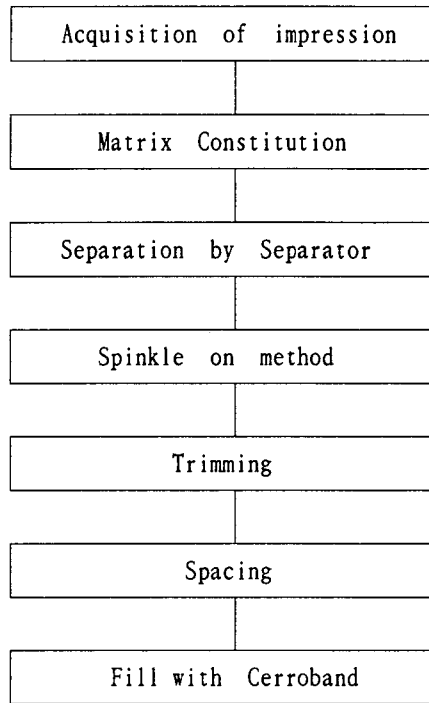 Acquisition of impression
Matrix Constitution
Separation by Separator
Spinkle on method
Trimming
Spacing
Fill with Cerroband